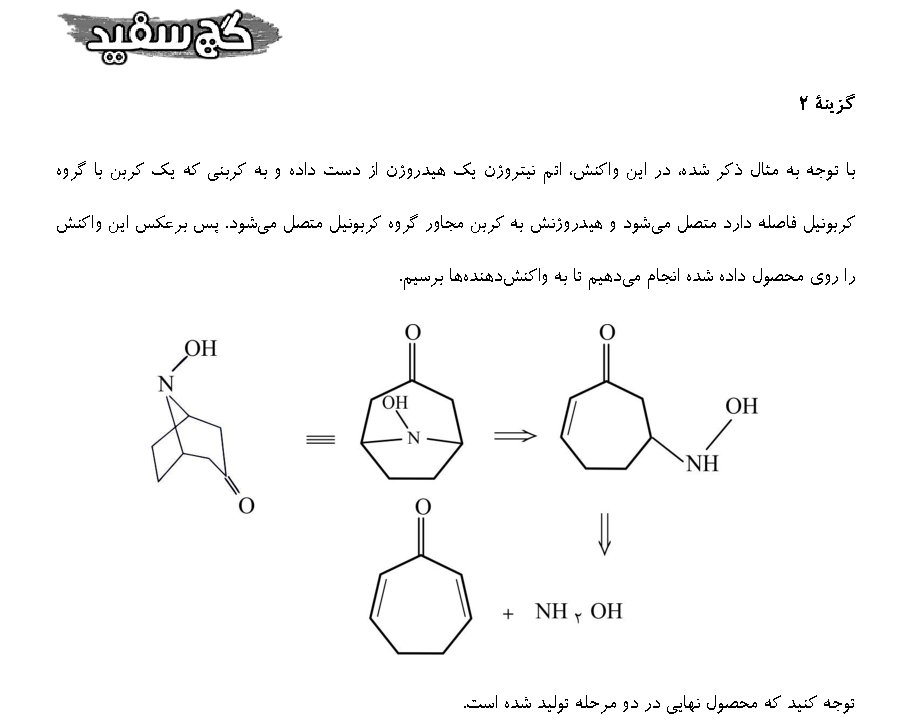 گچ سفید
گزینهٔ ۲
با توجه به مثال ذکر شده، در این واکنش، اتم نیتروژن یک هیدروژن از دست داده و به کربنی که یک کربن با گروه
کربونیل فاصله دارد متصل می‌شود و هیدروژنش به کربن مجاور گروه کربونیل متصل می‌شود. پس برعکس این واکنش
را روی محصول داده شده انجام می‌دهیم تا به واکنش‌دهنده‌ها برسیم.
OH
N
O
O
OH
N
O
OH
NH
O
+ NH۲ OH
توجه کنید که محصول نهایی در دو مرحله تولید شده است.